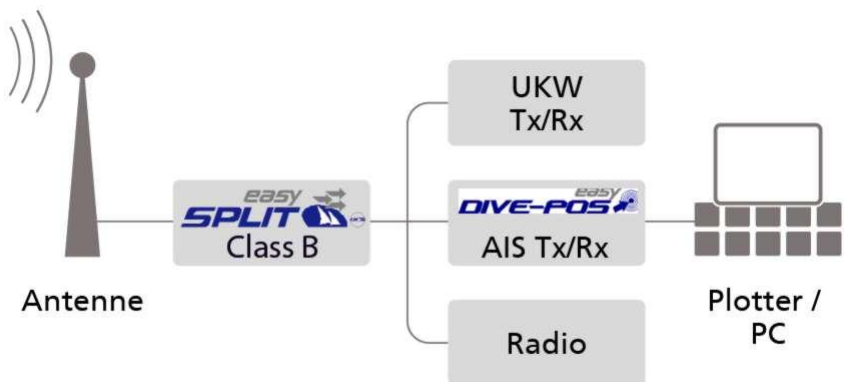 UKW
Tx/Rx
easy
SPLIT
Class B
easy
DIVE-POS
AIS Tx/Rx
Antenne
Plotter /
PC
Radio